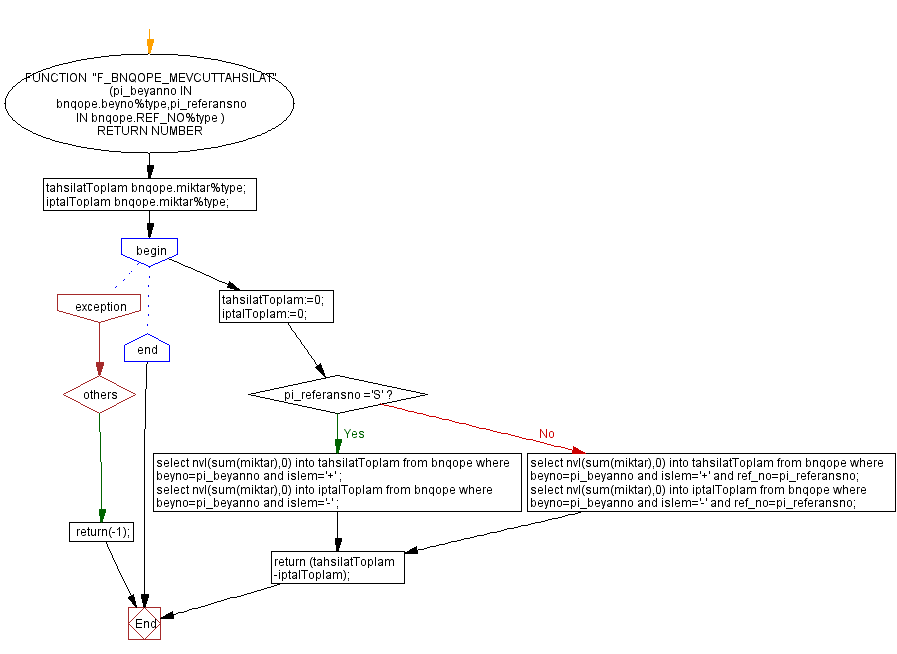 FUNCTION "F_BNQOPE_MEVCUTTAHSILAT"
(pi_beyanno IN
bnqope.beyno%type,pi_referansno
IN bnqope.REF_NO%type )
RETURN NUMBER
tahsilatToplam bnqope.miktar%type;
iptalToplam bnqope.miktar%type;
begin
exception
tahsilatToplam:=0;
iptalToplam:=0;
end
others
pi_referansno ='S' ?
Yes
No
select nvl(sum(miktar),0) into tahsilatToplam from bnqope where
beyno=pi_beyanno and islem='+' ;
select nvl(sum(miktar),0) into iptalToplam from bnqope where
beyno=pi_beyanno and islem='-' ;
select nvl(sum(miktar),0) into tahsilatToplam from bnqope where
beyno=pi_beyanno and islem='+' and ref_no=pi_referansno;
select nvl(sum(miktar),0) into iptalToplam from bnqope where
beyno=pi_beyanno and islem='-' and ref_no=pi_referansno;
return(-1);
return (tahsilatToplam
-iptalToplam);
End